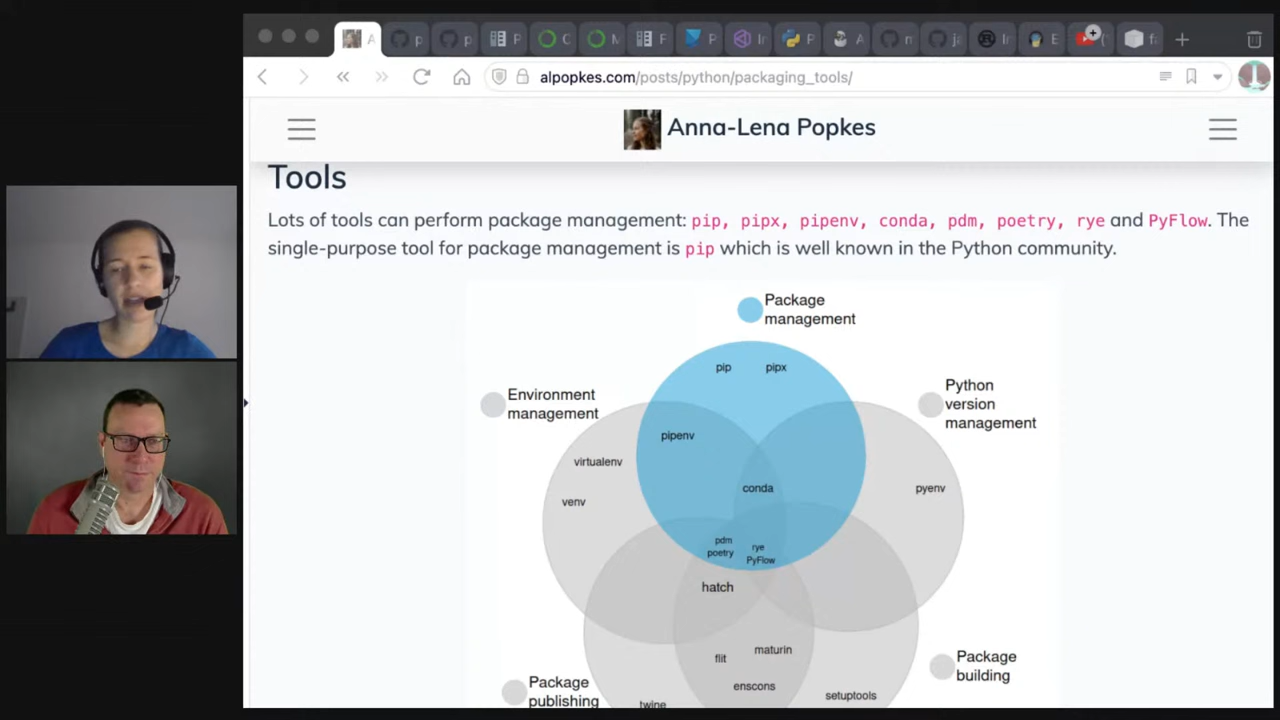 A
p
p
P
C
M
F
P
In
P
A
m
j
In
E
(
f
alpopkes.com/posts/python/packaging_tools/
Anna-Lena Popkes
Tools
Lots of tools can perform package management: pip, pipx, pipenv, conda, pdm, poetry, rye and PyFlow. The
single-purpose tool for package management is pip which is well known in the Python community.
Package
management
pip pipx
Environment
management
Python
version
management
pipenv
virtualenv
conda
pyenv
venv
pdm
poetry
rye
PyFlow
hatch
maturin
flit
Package
building
enscons
Package
publishing
setuptools
twine